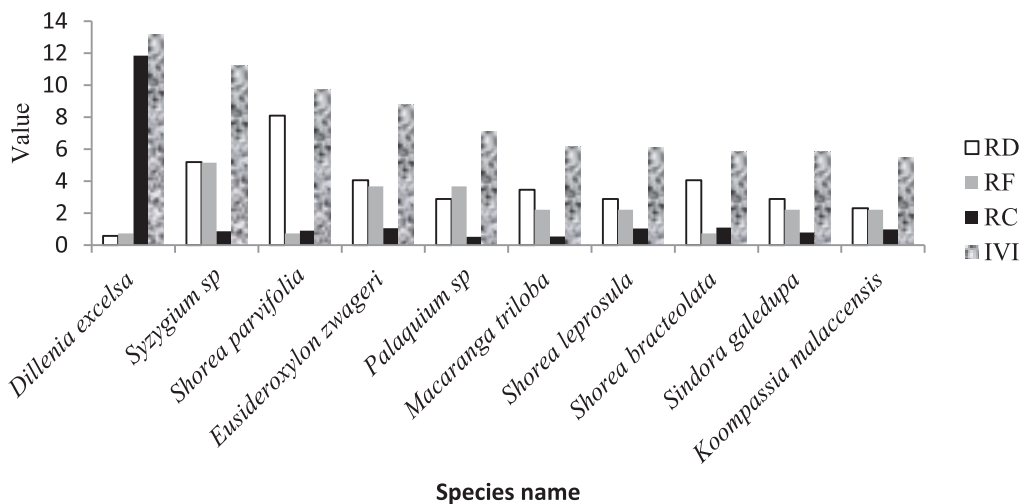 14
12
10
8
6
4
2
0
Value
Dillenia excelsa
Syzygium sp
Shorea parvifolia
Eusideroxylon zwageri
Palaquium sp
Macaranga triloba
Shorea leprosula
Shorea bracteolata
Sindora galedupa
Koompassia malaccensis
Species name
RD
RF
RC
IVI